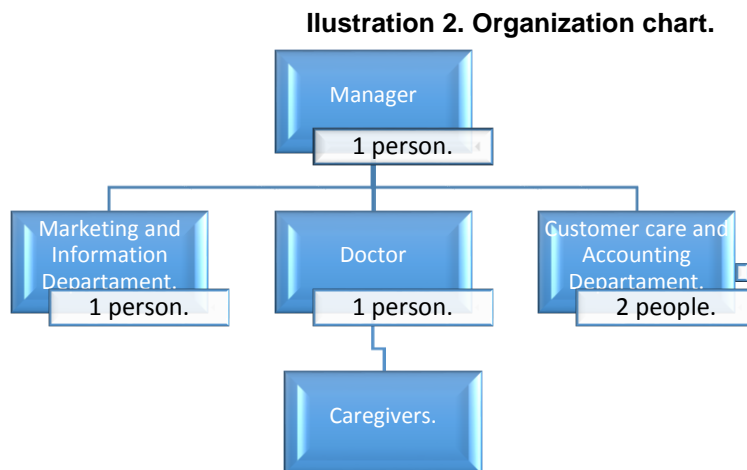 Ilustration 2. Organization chart.
Manager
1 person.
Marketing and
Information
Departament.
1 person.
Doctor
1 person.
Customer care and
Accounting
Departament.
2 people.
Caregivers.